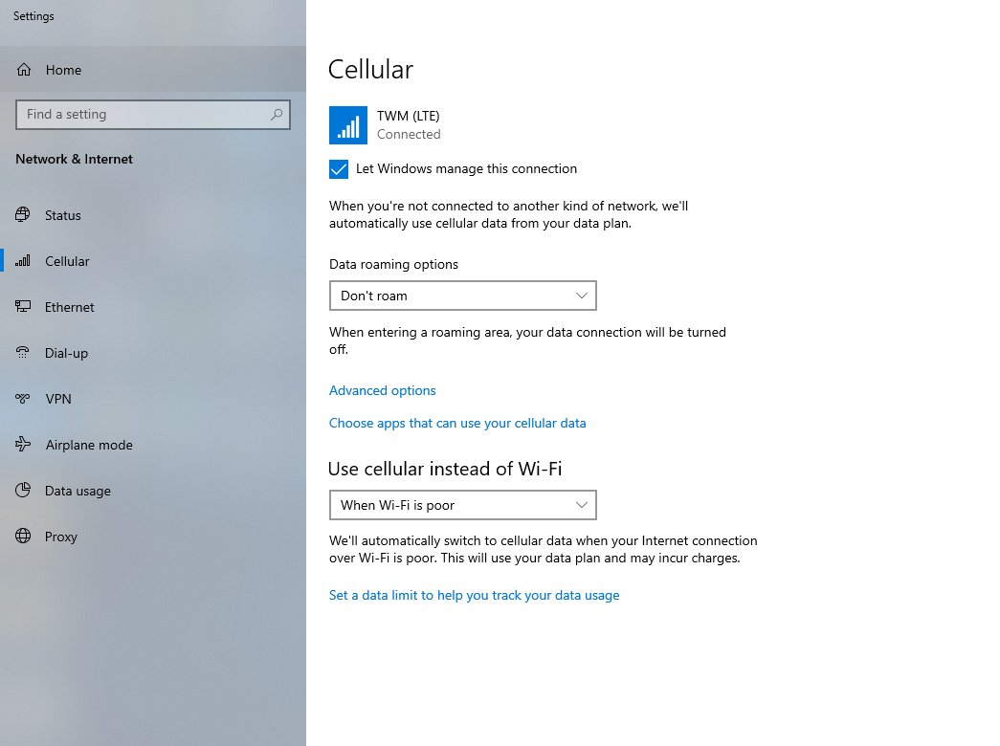 Settings
Home
Find a setting
Network & Internet
Status
Cellular
Ethernet
Dial-up
VPN
Airplane mode
Data usage
Proxy
Cellular
TWM (LTE)
Connected
Let Windows manage this connection
When you're not connected to another kind of network, we'll
automatically use cellular data from your data plan.
Data roaming options
Don't roam
When entering a roaming area, your data connection will be turned
off.
Advanced options
Choose apps that can use your cellular data
Use cellular instead of Wi-Fi
When Wi-Fi is poor
We'll automatically switch to cellular data when your Internet connection
over Wi-Fi is poor. This will use your data plan and may incur charges.
Set a data limit to help you track your data usage